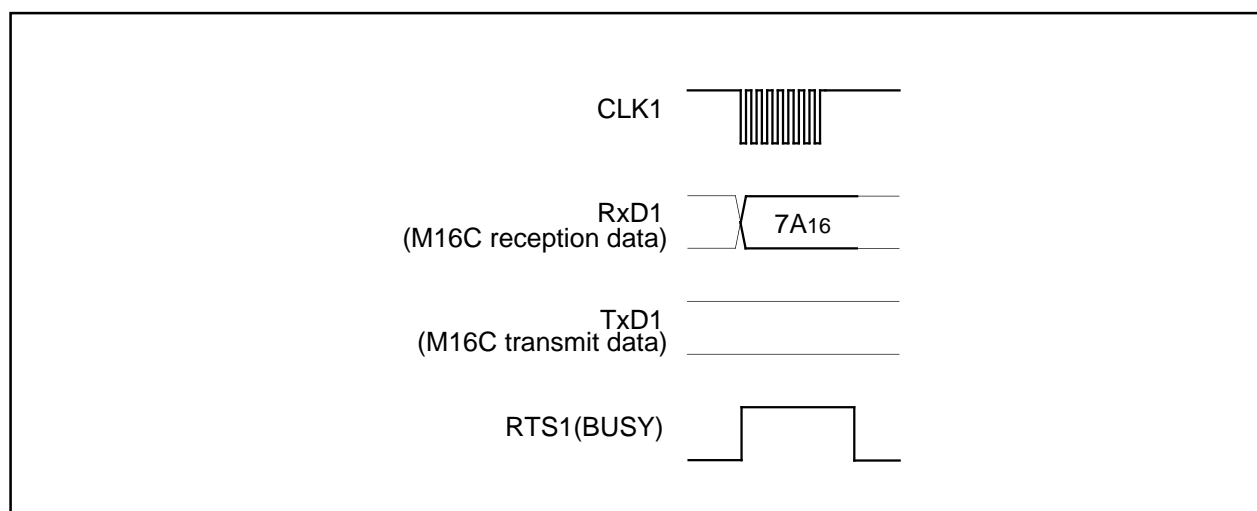 CLK1
RxD1
(M16C reception data)
7A16
TxD1
(M16C transmit data)
RTS1(BUSY)